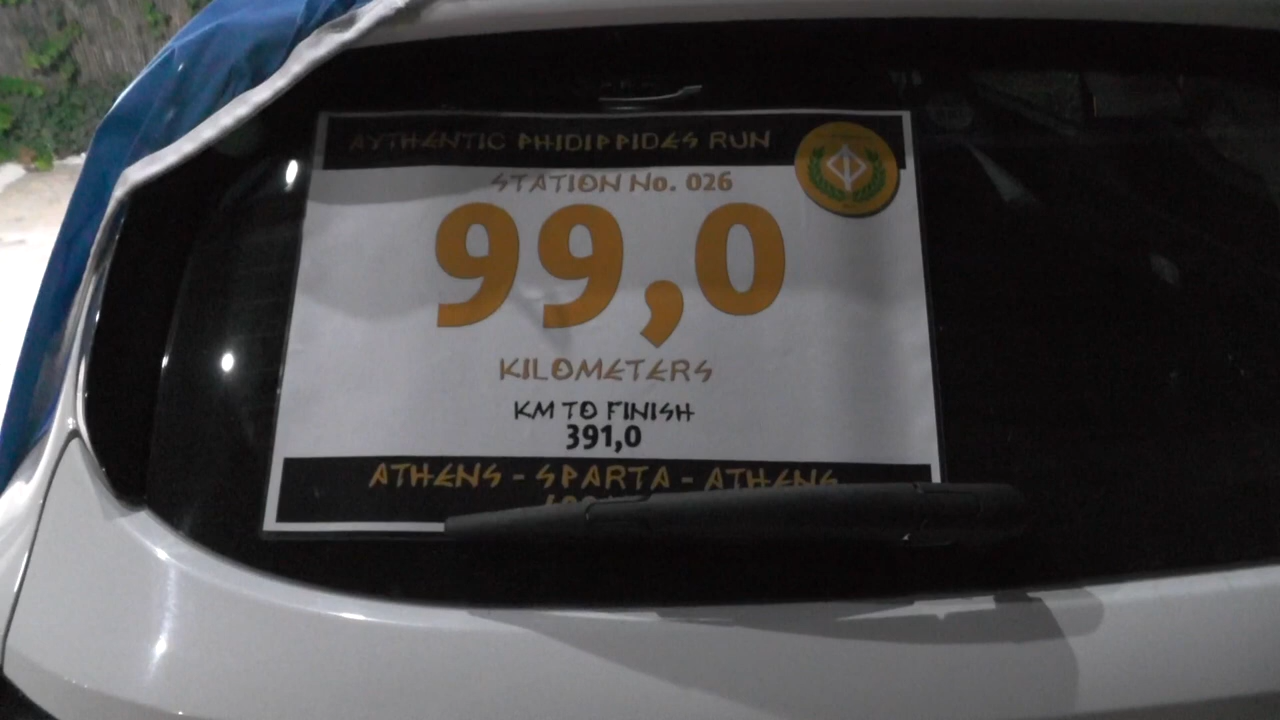 AYTHENTIC PHIDIPPIDES RUN
STATION No. 026
99,0
KILOMETERS
KM TO FINISH
391,0
ATHENS - SPARTA - ATHENS